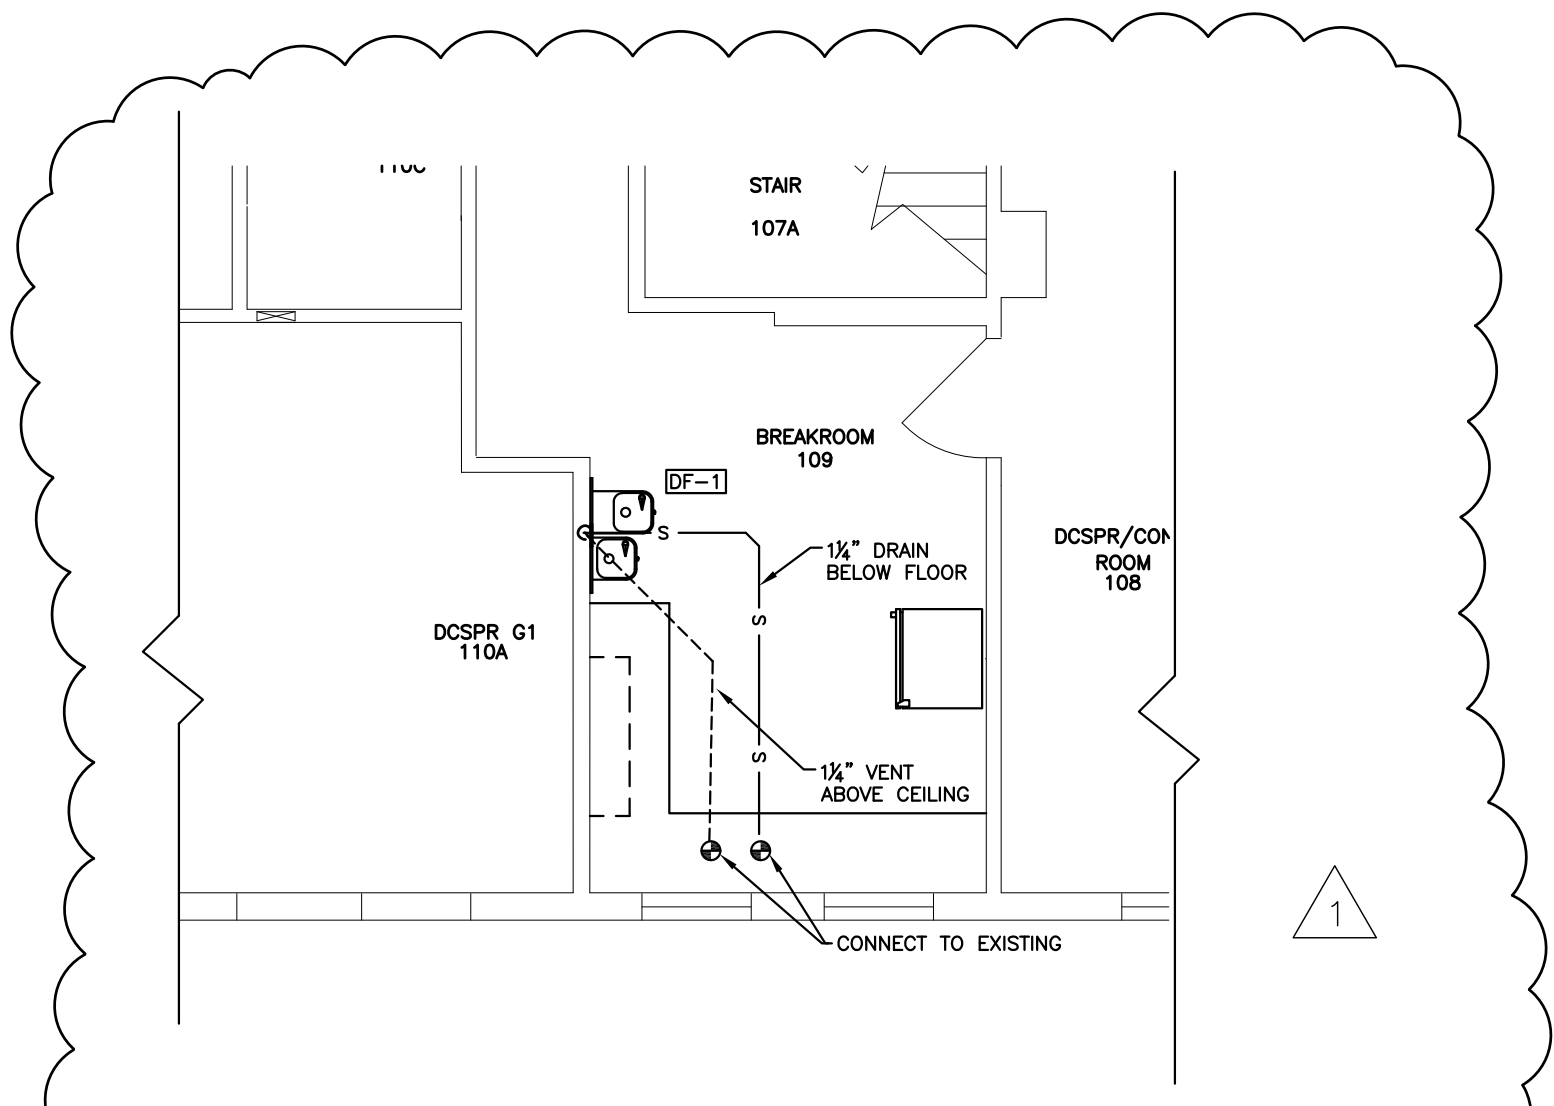 STAIR
107A
BREAKROOM
109
DF-1
S
1¼" DRAIN
BELOW FLOOR
DCSPR/CON
ROOM
108
S
DCSPR G1
110A
S
1¼" VENT
ABOVE CEILING
1
CONNECT TO EXISTING